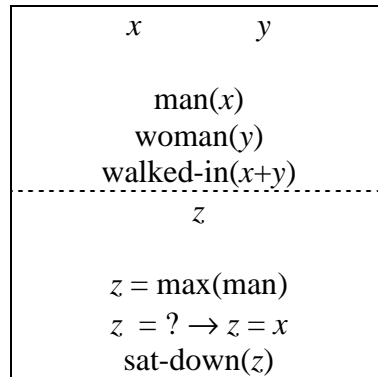 x y
man(x)
woman(y)
walked-in(x+y)
z
z = max(man)
z = ? → z = x
sat-down(z)